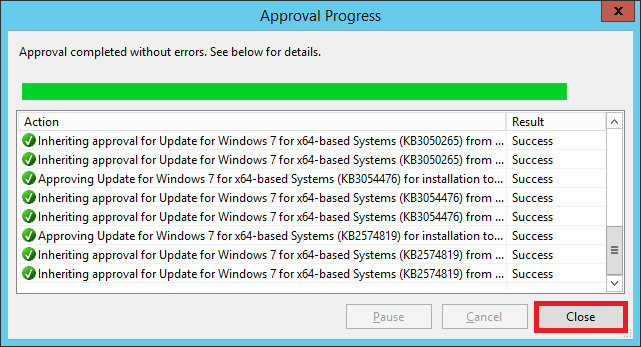 Approval Progress
x
Approval completed without errors. See below for details.
Action Result
Inheriting approval for Update for Windows 7 for x64-based Systems (KB3050265) from ... Success
Inheriting approval for Update for Windows 7 for x64-based Systems (KB3050265) from ... Success
Approving Update for Windows 7 for x64-based Systems (KB3054476) for installation to... Success
Inheriting approval for Update for Windows 7 for x64-based Systems (KB3054476) from ... Success
Inheriting approval for Update for Windows 7 for x64-based Systems (KB3054476) from ... Success
Approving Update for Windows 7 for x64-based Systems (KB2574819) for installation to... Success
Inheriting approval for Update for Windows 7 for x64-based Systems (KB2574819) from ... Success
Inheriting approval for Update for Windows 7 for x64-based Systems (KB2574819) from ... Success
Pause Cancel Close